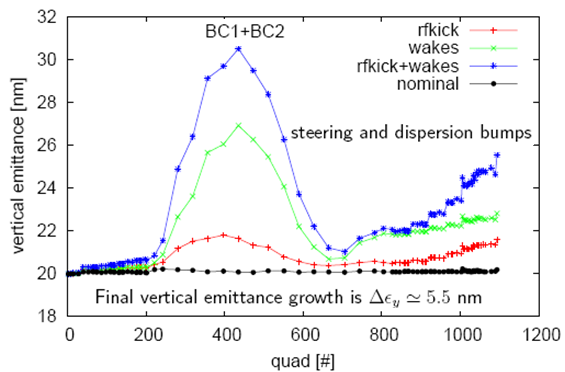 32
30
28
26
24
22
20
18
vertical emittance [nm]
BC1+BC2
rfkick
wakes
rfkick+wakes
nominal
steering and dispersion bumps
Final vertical emittance growth is Δϵy ≃ 5.5 nm
0 200 400 600 800 1000 1200
quad [#]